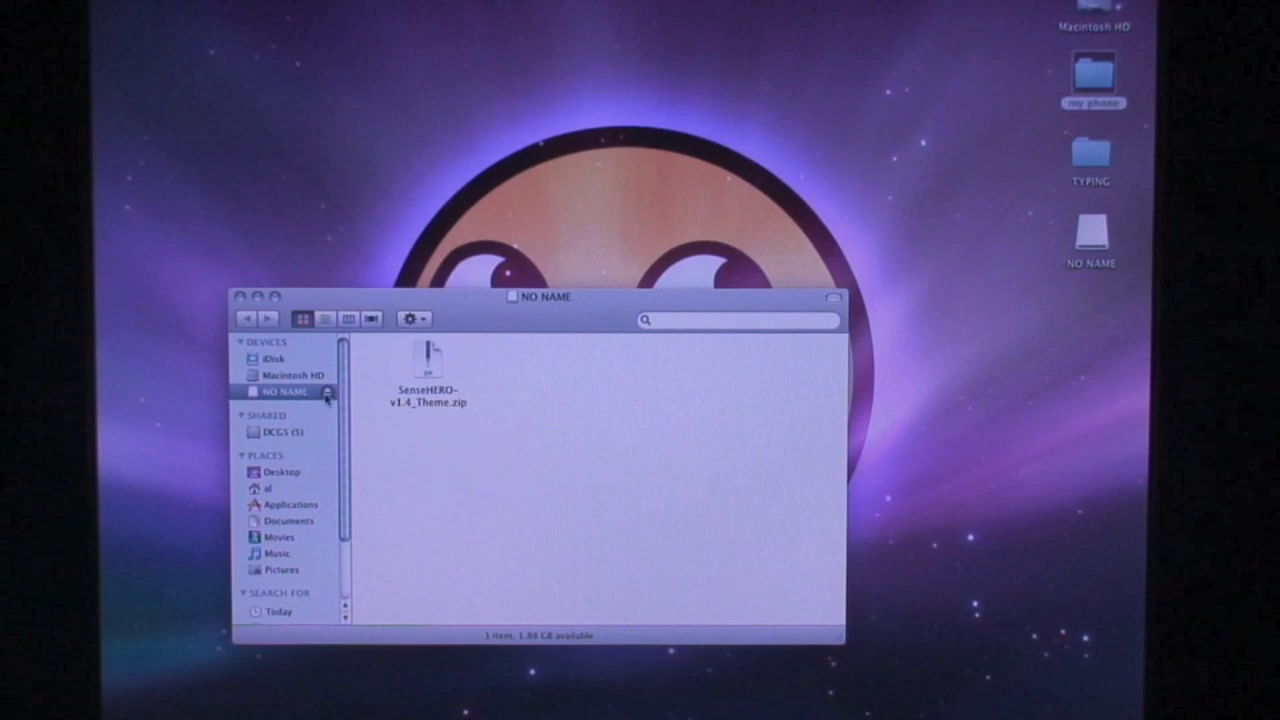 Macintosh HD
my phone
TYPING
NO NAME
NO NAME
DEVICES
iDisk
Macintosh HD
NO NAME
SHARED
DCGS (5)
PLACES
Desktop
al
Applications
Documents
Movies
Music
Pictures
SEARCH FOR
Today
ZIP
SenseHERO-
v1.4_Theme.zip
1 item, 1.88 GB available